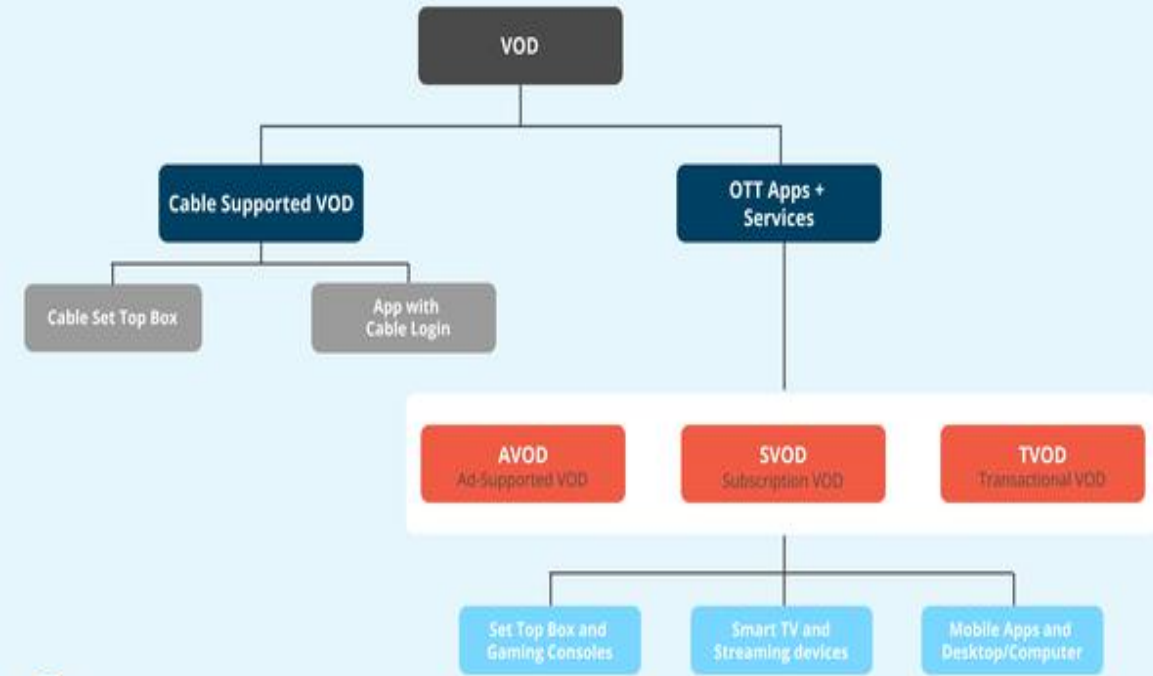 VOD
Cable Supported VOD
OTT Apps +
Services
Cable Set Top Box
App with
Cable Login
AVOD
Ad-Supported VOD
SVOD
Subscription VOD
TVOD
Transactional VOD
Set Top Box and
Gaming Consoles
Smart TV and
Streaming devices
Mobile Apps and
Desktop/Computer